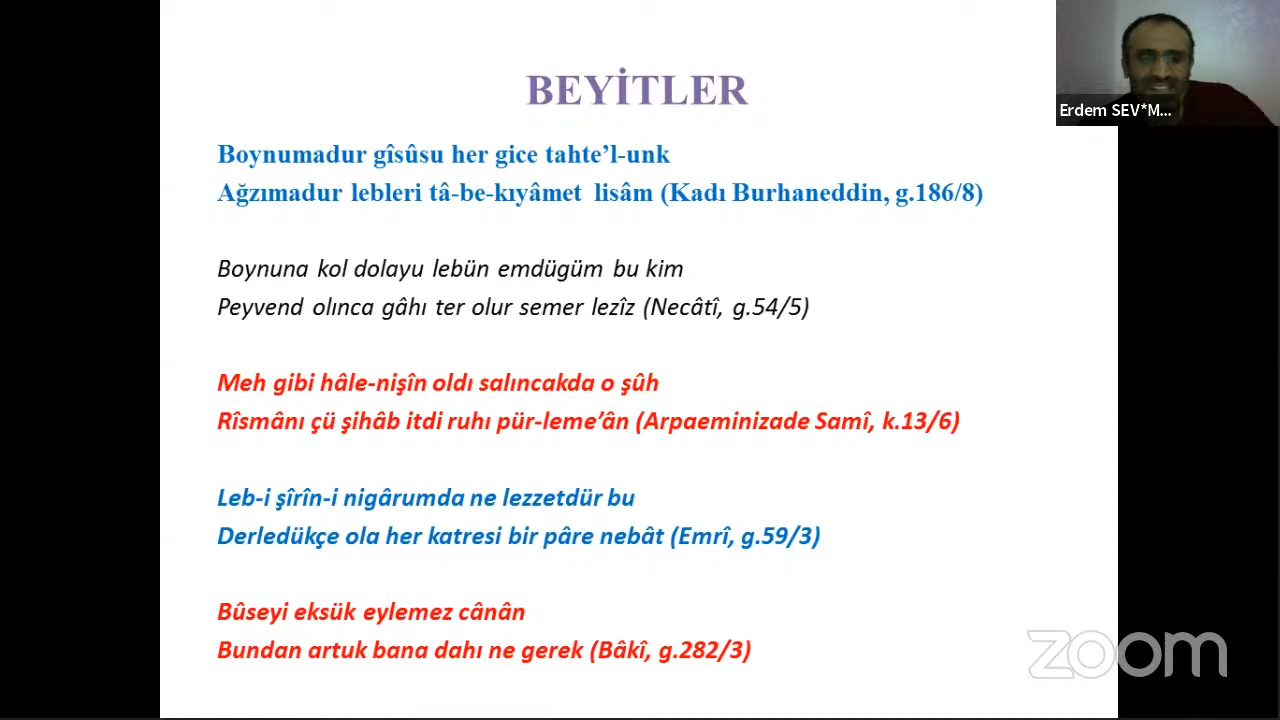 BEYİTLER
Erdem SEV*M...
Boynumadur gîsûsu her gice tahte’l-unk
Ağzımadur lebleri tâ-be-kıyâmet lisâm (Kadı Burhaneddin, g.186/8)
Boynuna kol dolayu lebün emdügüm bu kim
Peyvend olınca gâhı ter olur semer lezîz (Necâtî, g.54/5)
Meh gibi hâle-nişîn oldı salıncakda o şûh
Rîsmânı çü şihâb itdi ruhı pür-leme’ân (Arpaeminizade Samî, k.13/6)
Leb-i şîrîn-i nigârumda ne lezzetdür bu
Derledükçe ola her katresi bir pâre nebât (Emrî, g.59/3)
Bûseyi eksük eylemez cânân
Bundan artuk bana dahı ne gerek (Bâkî, g.282/3)
zoom